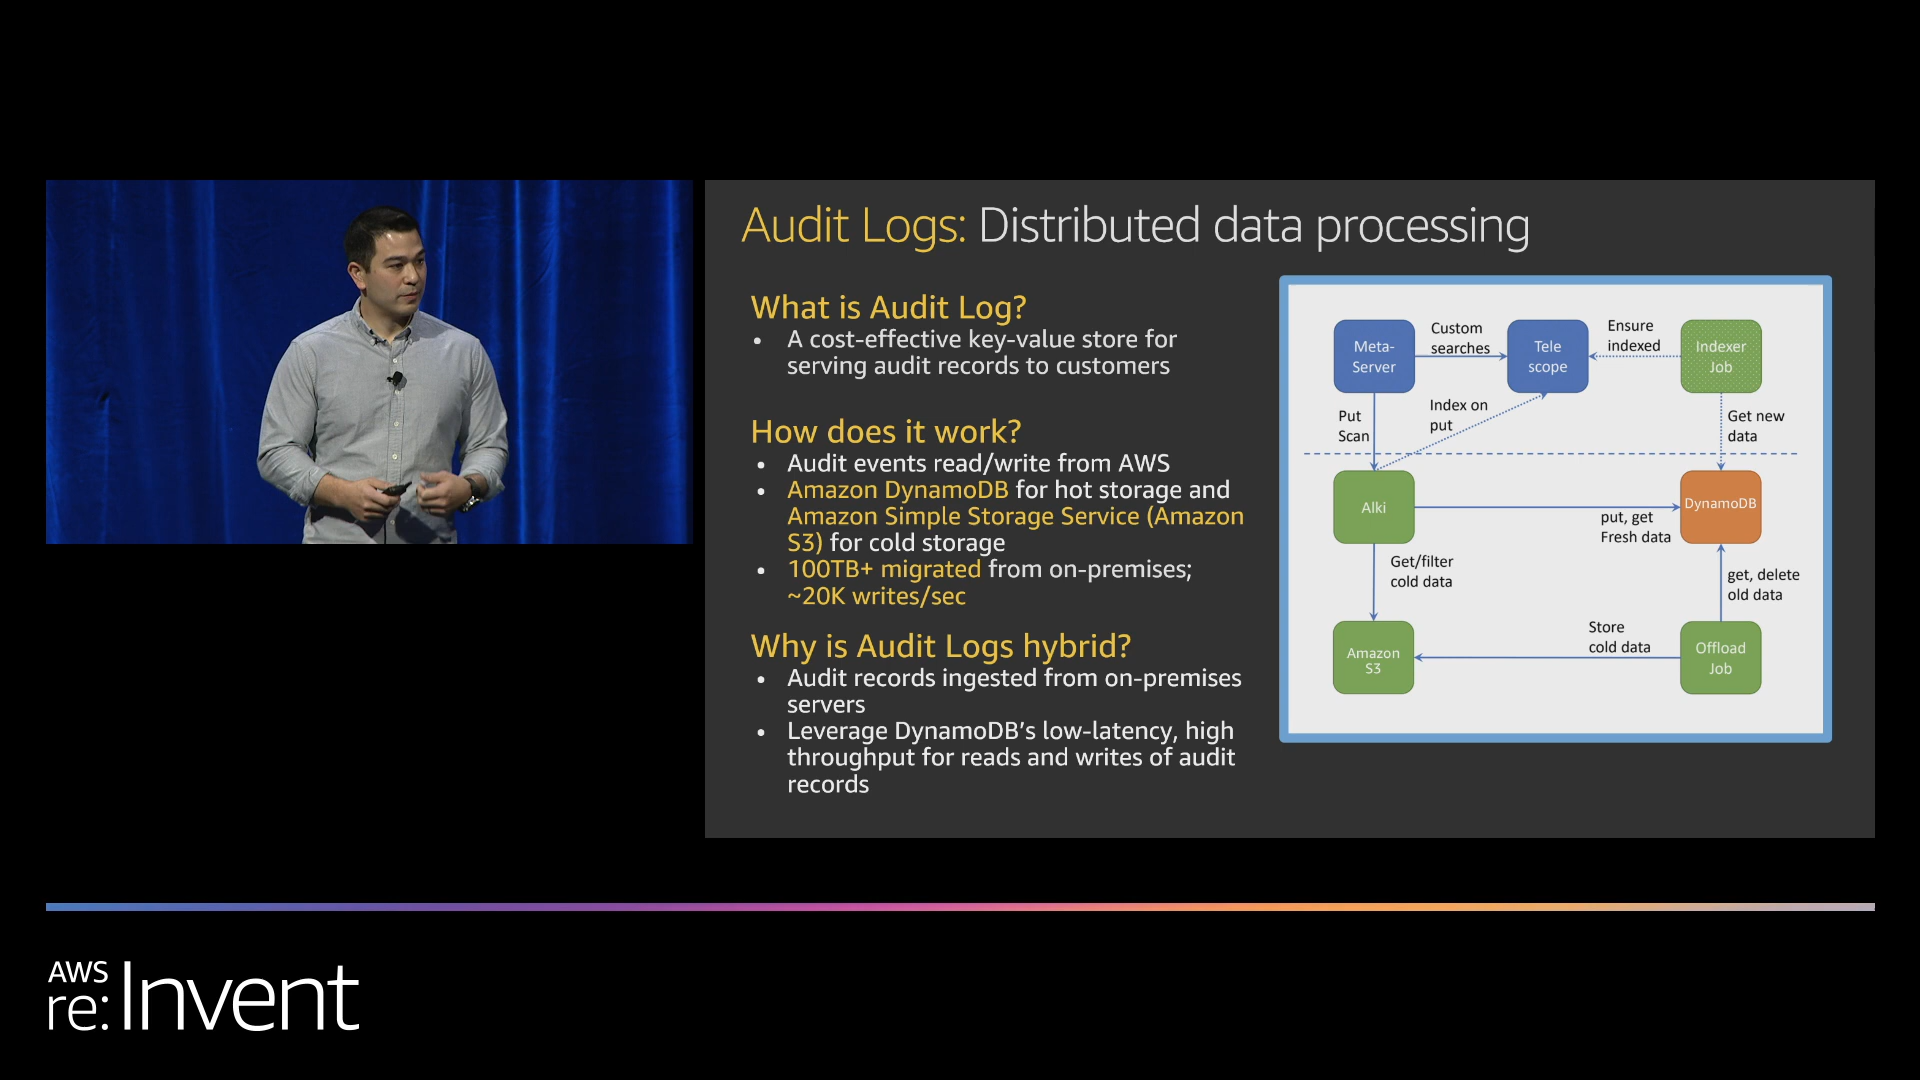 Audit Logs: Distributed data processing
What is Audit Log?
• A cost-effective key-value store for
serving audit records to customers
How does it work?
• Audit events read/write from AWS
• Amazon DynamoDB for hot storage and
Amazon Simple Storage Service (Amazon
S3) for cold storage
• 100TB+ migrated from on-premises;
~20K writes/sec
Why is Audit Logs hybrid?
• Audit records ingested from on-premises
servers
• Leverage DynamoDB’s low-latency, high
throughput for reads and writes of audit
records
Meta-
Server
Custom
searches
Tele
scope
Ensure
indexed
Indexer
Job
Put
Scan
Index on
put
Get new
data
Alki
put, get
Fresh data
DynamoDB
Get/filter
cold data
get, delete
old data
Amazon
S3
Store
cold data
Offload
Job
AWS
re:Invent